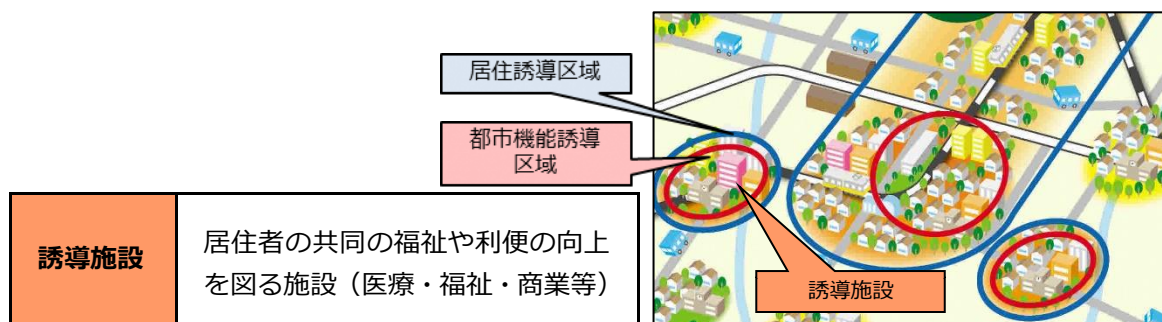 居住誘導区域
都市機能誘導
区域
誘導施設
居住者の共同の福祉や利便の向上
を図る施設（医療・福祉・商業等）
誘導施設